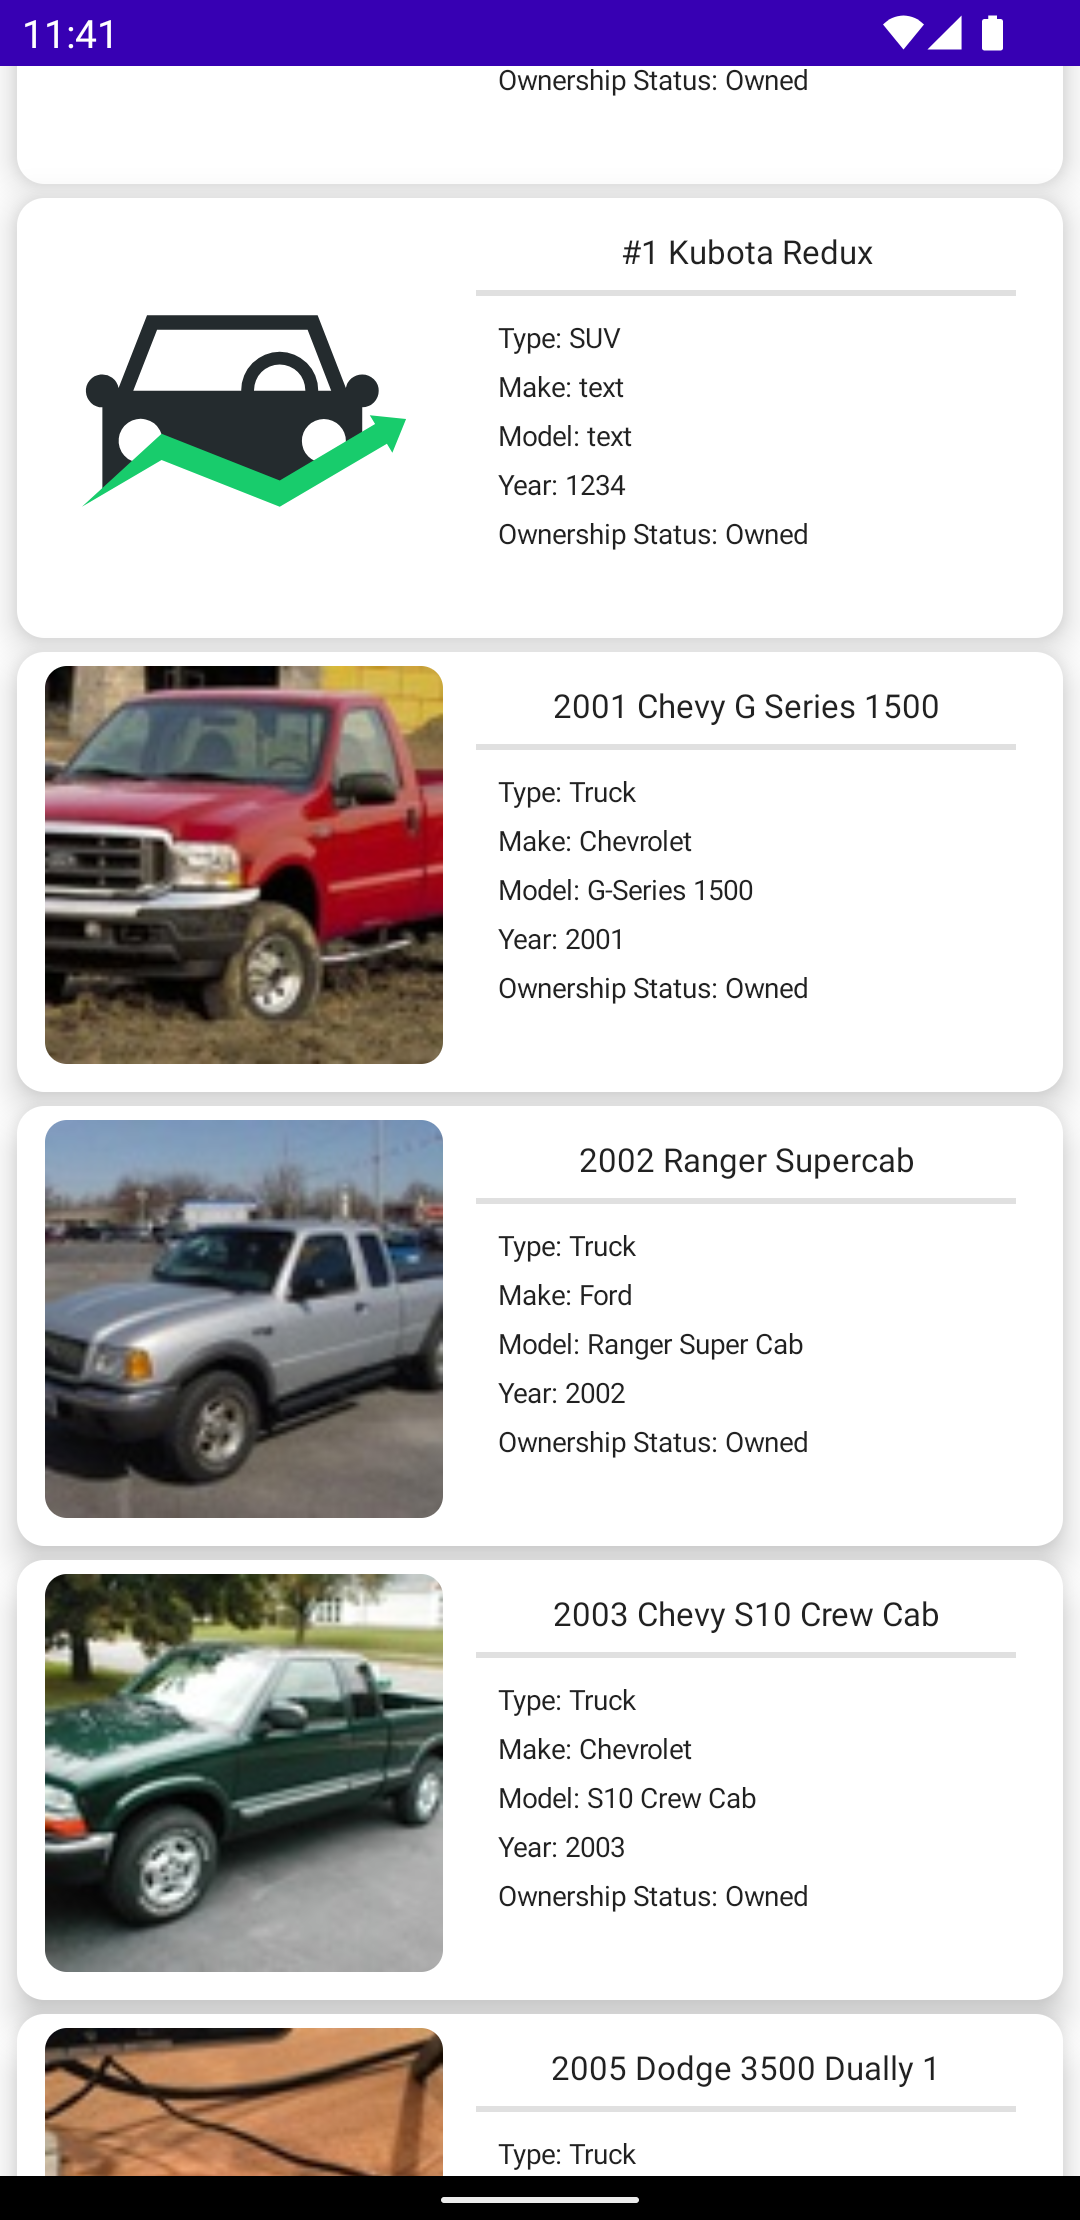 11:41
Ownership Status: Owned
#1 Kubota Redux
Type: SUV
Make: text
Model: text
Year: 1234
Ownership Status: Owned
2001 Chevy G Series 1500
Type: Truck
Make: Chevrolet
Model: G-Series 1500
Year: 2001
Ownership Status: Owned
2002 Ranger Supercab
Type: Truck
Make: Ford
Model: Ranger Super Cab
Year: 2002
Ownership Status: Owned
2003 Chevy S10 Crew Cab
Type: Truck
Make: Chevrolet
Model: S10 Crew Cab
Year: 2003
Ownership Status: Owned
2005 Dodge 3500 Dually 1
Type: Truck